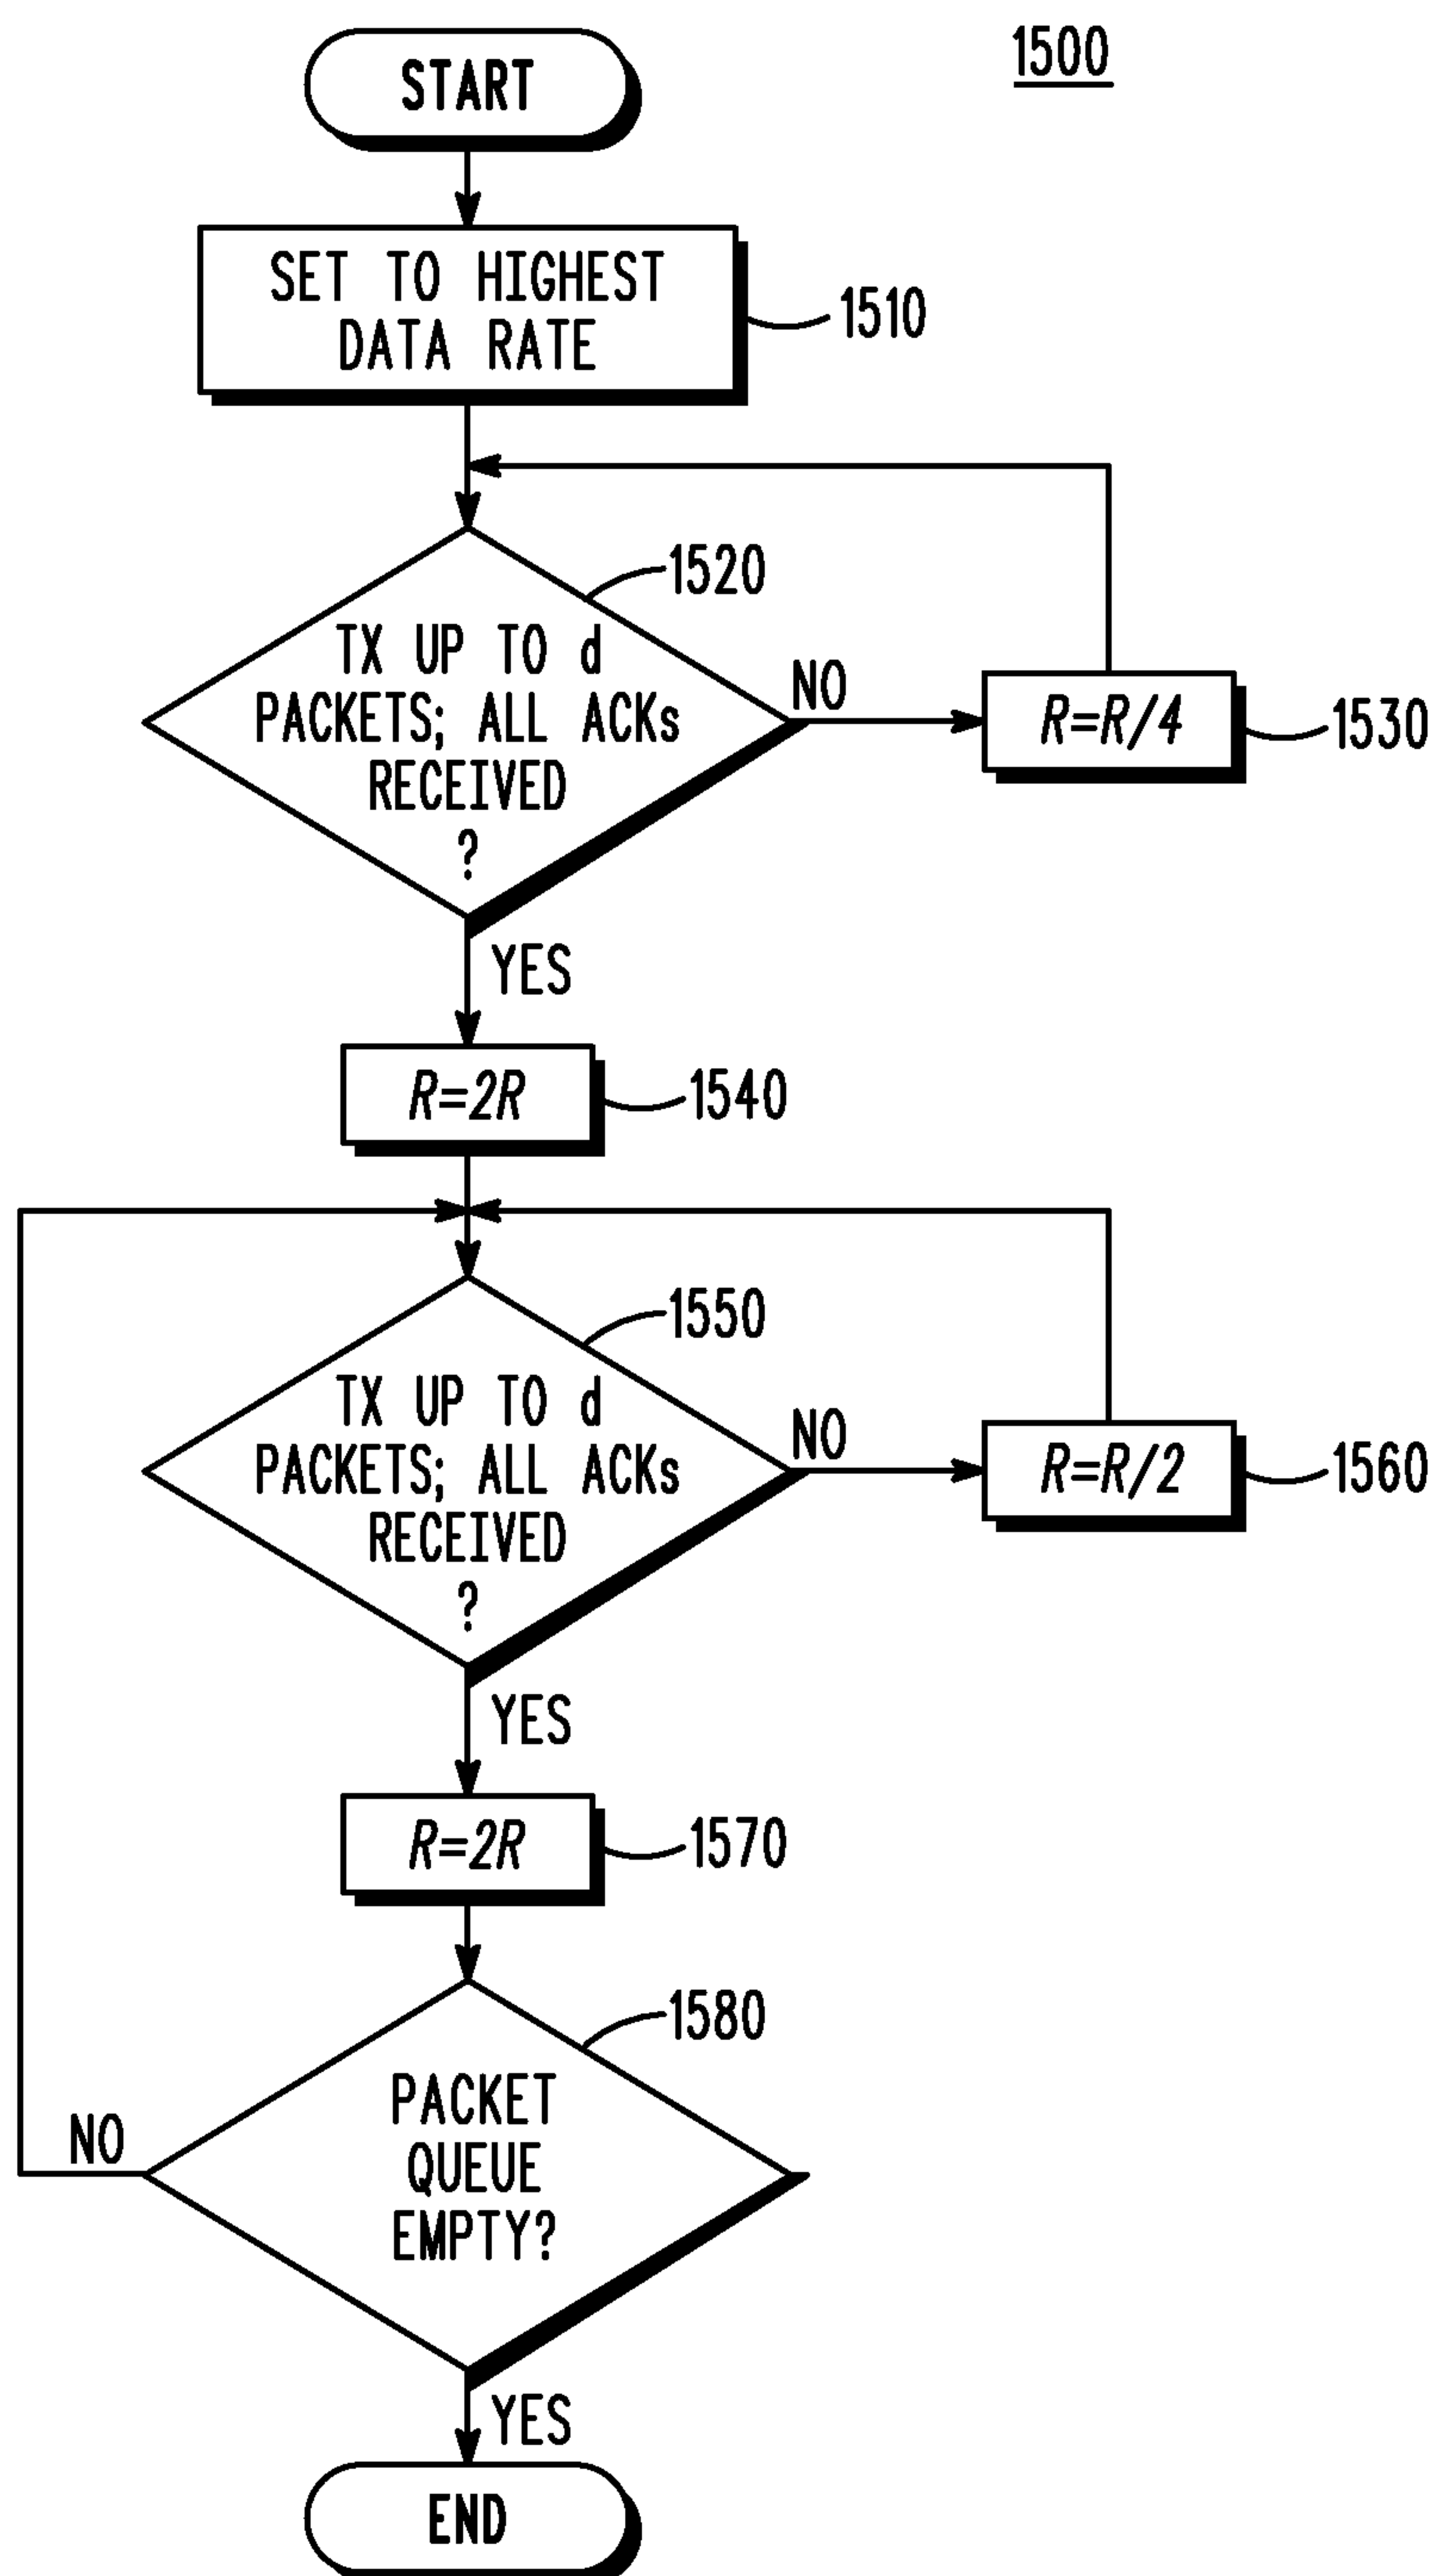 1500
START
SET TO HIGHEST
DATA RATE
1510
1520
TX UP TO d
PACKETS; ALL ACKs
RECEIVED
?
NO
R=R/4
1530
YES
R=2R
1540
1550
TX UP TO d
PACKETS; ALL ACKs
RECEIVED
?
NO
R=R/2
1560
YES
R=2R
1570
1580
PACKET
QUEUE
EMPTY?
NO
YES
END